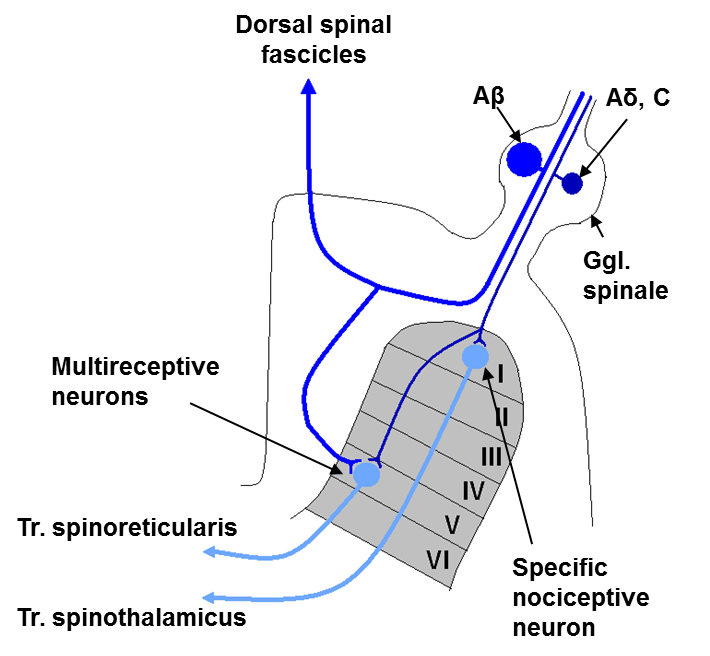 Dorsal spinal
fascicles
Aβ
Aδ, C
Ggl.
spinale
Multireceptive
neurons
I
II
III
IV
V
VI
Tr. spinoreticularis
Tr. spinothalamicus
Specific
nociceptive
neuron